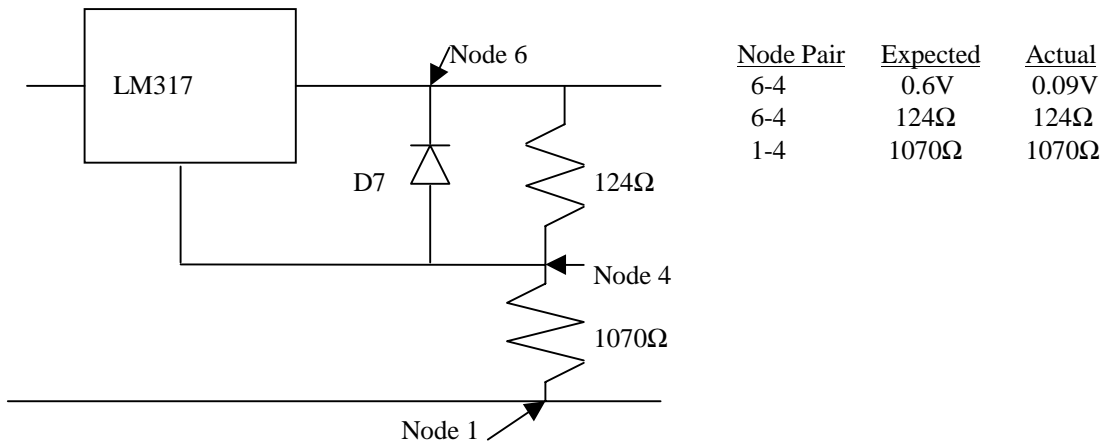 Node 6
LM317
D7
124Ω
Node 4
1070Ω
Node 1
Node Pair Expected Actual
6-4 0.6V 0.09V
6-4 124Ω 124Ω
1-4 1070Ω 1070Ω